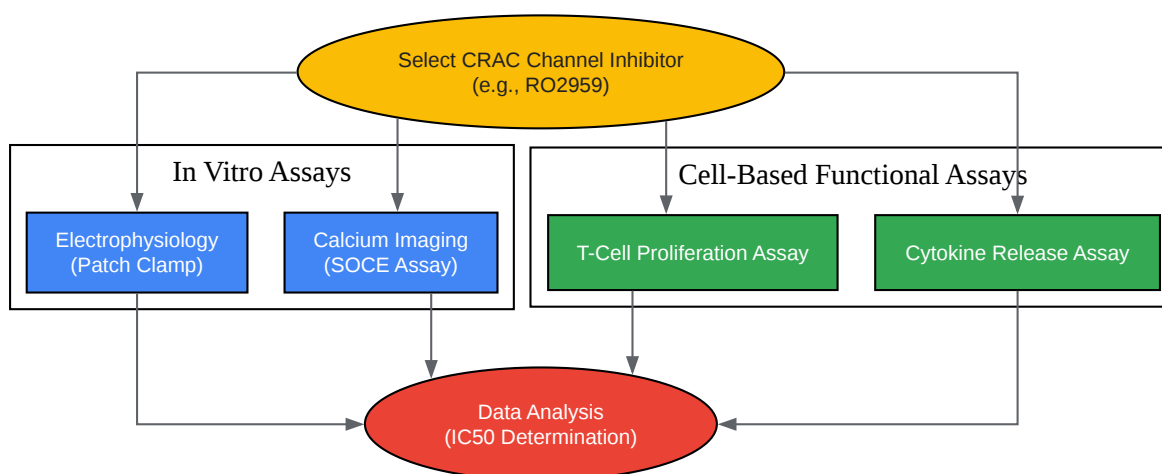 Select CRAC Channel Inhibitor
(e.g., RO2959)
In Vitro Assays
Cell-Based Functional Assays
Electrophysiology
(Patch Clamp)
Calcium Imaging
(SOCE Assay)
T-Cell Proliferation Assay
Cytokine Release Assay
Data Analysis
(IC50 Determination)